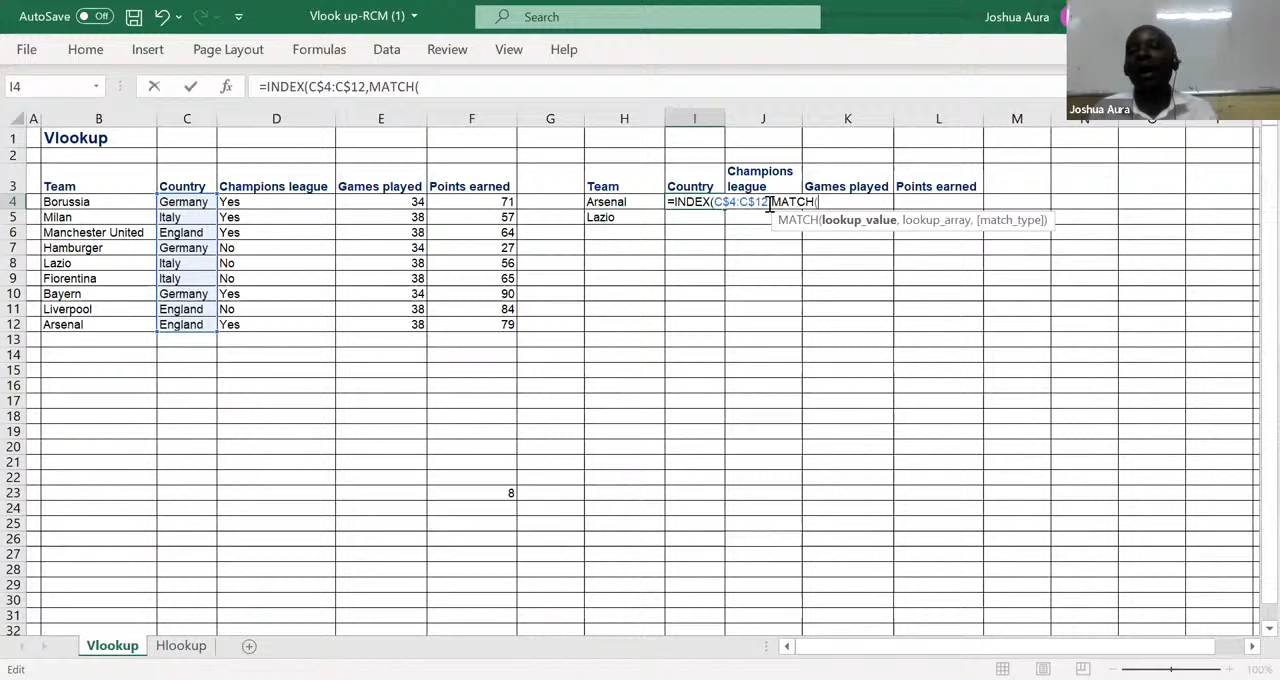 AutoSave Off Vlook up-RCM (1) Search Joshua Aura
File Home Insert Page Layout Formulas Data Review View Help
I4 fx =INDEX(C$4:C$12,MATCH(
Joshua Aura
A B C D E F G H I J K L M
1 Vlookup
2
Champions
3 Team Country Champions league Games played Points earned Team Country league Games played Points earned
4 Borussia Germany Yes 34 71 Arsenal =INDEX(C$4:C$12,MATCH(
5 Milan Italy Yes 38 57 Lazio MATCH(lookup_value, lookup_array, [match_type])
6 Manchester United England Yes 38 64
7 Hamburger Germany No 34 27
8 Lazio Italy No 38 56
9 Fiorentina Italy No 38 65
10 Bayern Germany Yes 34 90
11 Liverpool England No 38 84
12 Arsenal England Yes 38 79
13
14
15
16
17
18
19
20
21
22
23 8
24
25
26
27
28
29
30
31
32
Vlookup Hlookup
Edit 100%